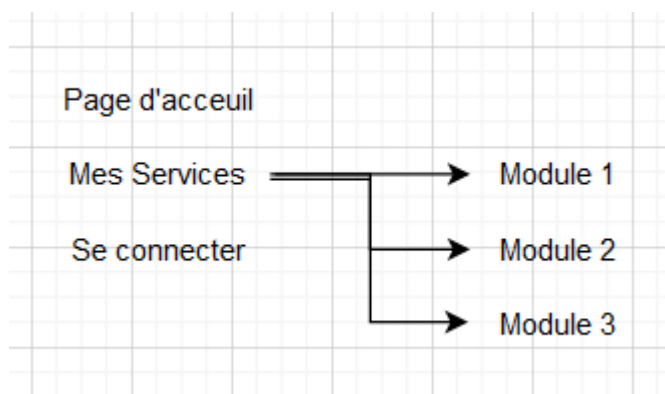 Page d'acceuil
Mes Services
Module 1
Se connecter
Module 2
Module 3